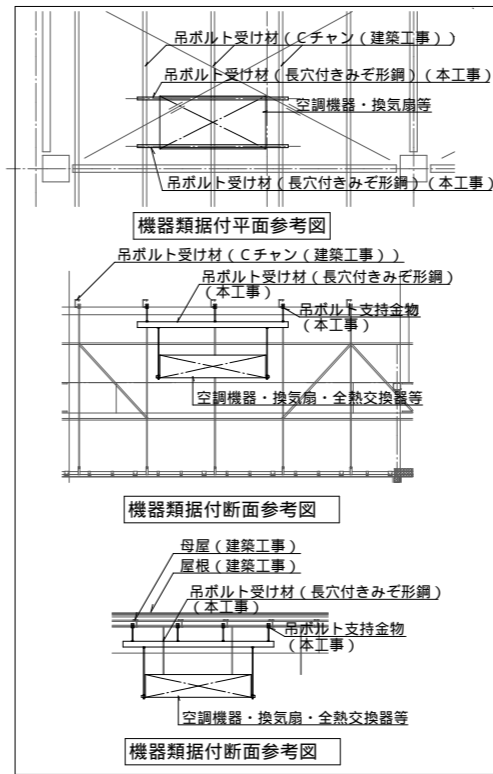 吊ボルト受け材(Cチャン(建築工事))
吊ボルト受け材(長穴付きみぞ形鋼)(本工事)
空調機器・換気扇等
吊ボルト受け材(長穴付きみぞ形鋼)(本工事)
機器類据付平面参考図
吊ボルト受け材(Cチャン(建築工事))
吊ボルト受け材(長穴付きみぞ形鋼)
(本工事)
吊ボルト支持金物
(本工事)
空調機器・換気扇・全熱交換器等
機器類据付断面参考図
母屋(建築工事)
屋根(建築工事)
吊ボルト受け材(長穴付きみぞ形鋼)
(本工事)
吊ボルト支持金物
(本工事)
空調機器・換気扇・全熱交換器等
機器類据付断面参考図